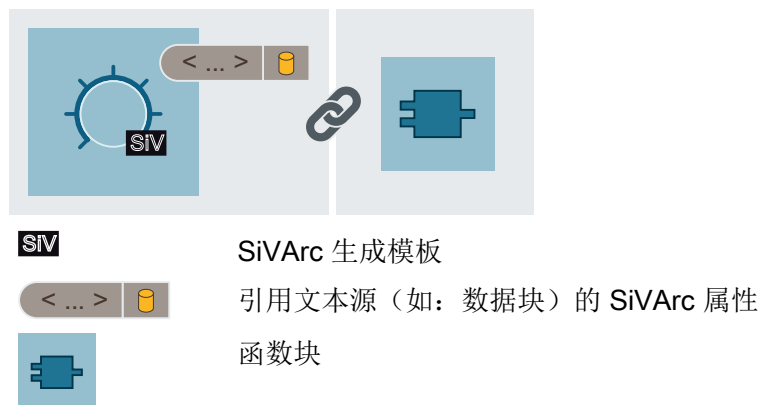 < ... >
SiV
SiV SiVArc 生成模板
< ... > 引用文本源（如：数据块）的 SiVArc 属性
函数块